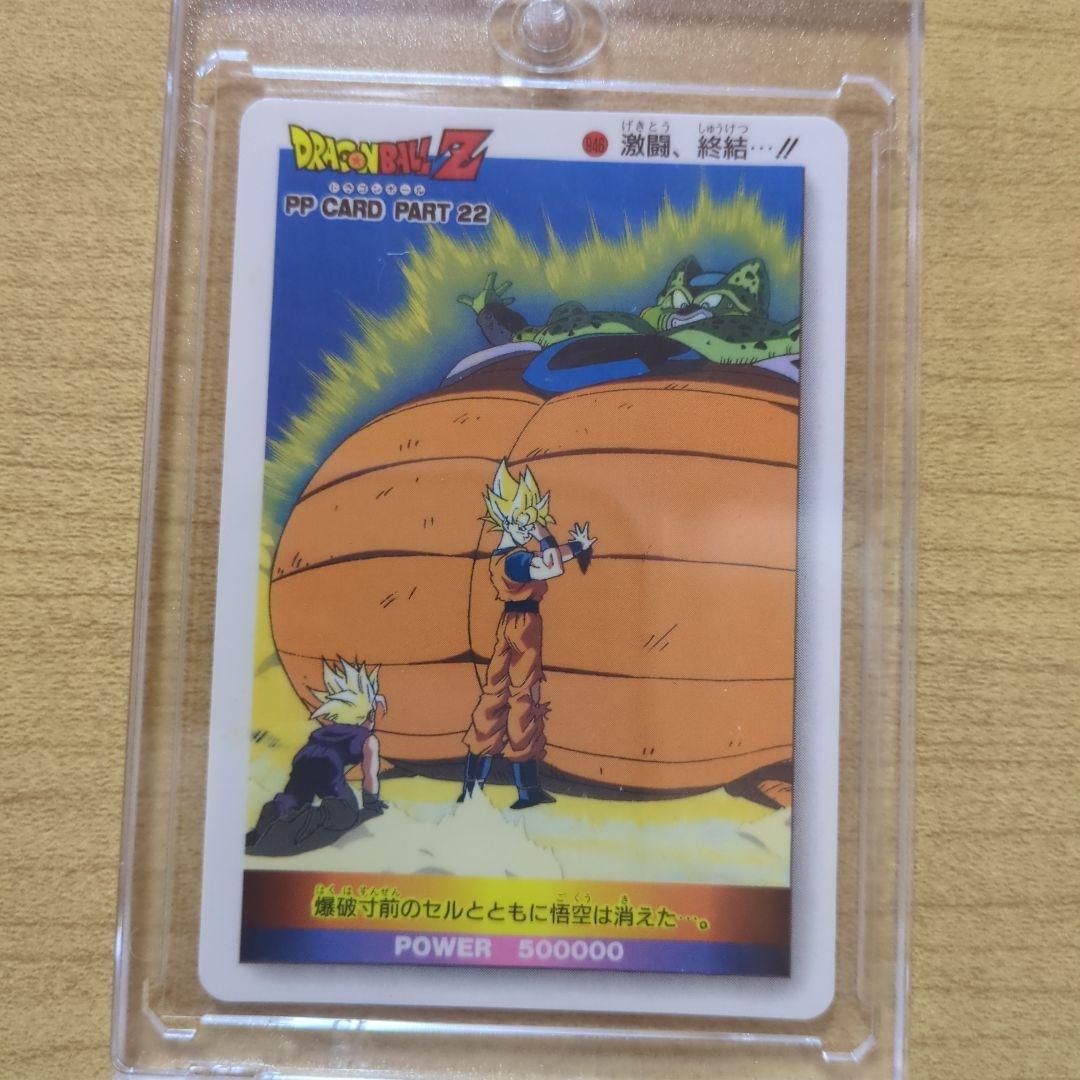 DRAGON BALL Z
ドラゴンボール
PP CARD PART 22
946
げきとう しゅうけつ
激闘、終結…!!
ばくはすんぜん ごくう き
爆破寸前のセルとともに悟空は消えた…。
POWER 500000